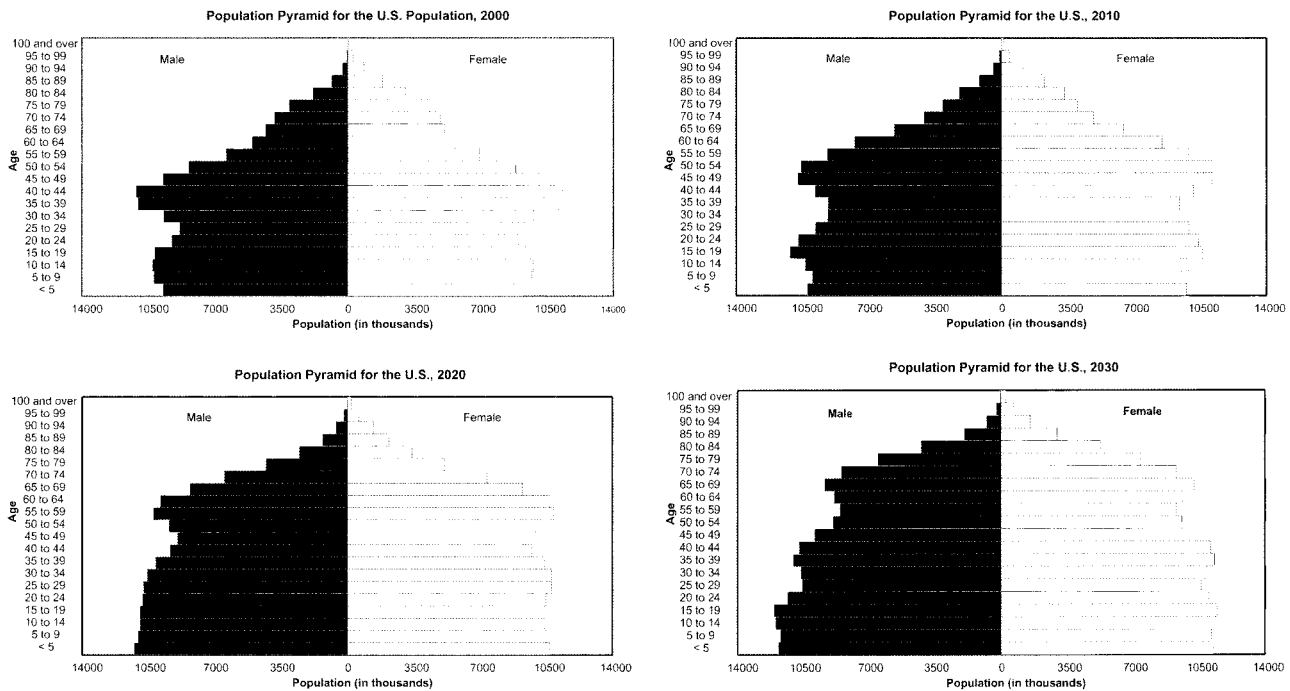 Population Pyramid for the U.S. Population, 2000
Male Female
Age
100 and over
95 to 99
90 to 94
85 to 89
80 to 84
75 to 79
70 to 74
65 to 69
60 to 64
55 to 59
50 to 54
45 to 49
40 to 44
35 to 39
30 to 34
25 to 29
20 to 24
15 to 19
10 to 14
5 to 9
< 5
14000 10500 7000 3500 0 3500 7000 10500 14000
Population (in thousands)
Population Pyramid for the U.S., 2010
Male Female
Age
100 and over
95 to 99
90 to 94
85 to 89
80 to 84
75 to 79
70 to 74
65 to 69
60 to 64
55 to 59
50 to 54
45 to 49
40 to 44
35 to 39
30 to 34
25 to 29
20 to 24
15 to 19
10 to 14
5 to 9
< 5
14000 10500 7000 3500 0 3500 7000 10500 14000
Population (in thousands)
Population Pyramid for the U.S., 2020
Male Female
Age
100 and over
95 to 99
90 to 94
85 to 89
80 to 84
75 to 79
70 to 74
65 to 69
60 to 64
55 to 59
50 to 54
45 to 49
40 to 44
35 to 39
30 to 34
25 to 29
20 to 24
15 to 19
10 to 14
5 to 9
< 5
14000 10500 7000 3500 0 3500 7000 10500 14000
Population (in thousands)
Population Pyramid for the U.S., 2030
Male Female
Age
100 and over
95 to 99
90 to 94
85 to 89
80 to 84
75 to 79
70 to 74
65 to 69
60 to 64
55 to 59
50 to 54
45 to 49
40 to 44
35 to 39
30 to 34
25 to 29
20 to 24
15 to 19
10 to 14
5 to 9
< 5
14000 10500 7000 3500 0 3500 7000 10500 14000
Population (in thousands)